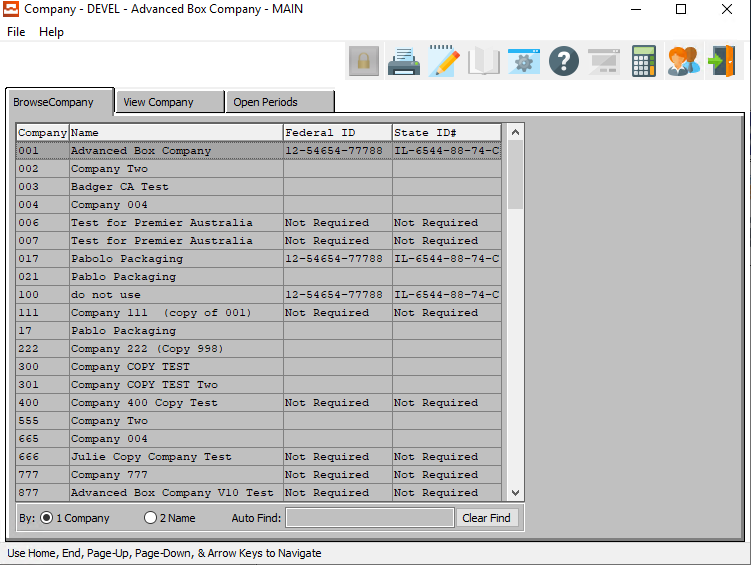 Company - DEVEL - Advanced Box Company - MAIN
File Help
BrowseCompany View Company Open Periods
Company Name Federal ID State ID#
001 Advanced Box Company 12-54654-77788 IL-6544-88-74-C
002 Company Two
003 Badger CA Test
004 Company 004
006 Test for Premier Australia Not Required Not Required
007 Test for Premier Australia Not Required Not Required
017 Pabolo Packaging 12-54654-77788 IL-6544-88-74-C
021 Pablo Packaging
100 do not use 12-54654-77788 IL-6544-88-74-C
111 Company 111 (copy of 001) Not Required Not Required
17 Pablo Packaging
222 Company 222 (Copy 998)
300 Company COPY TEST
301 Company COPY TEST Two
400 Company 400 Copy Test Not Required Not Required
555 Company Two
665 Company 004
666 Julie Copy Company Test Not Required Not Required
777 Company 777 Not Required Not Required
877 Advanced Box Company V10 Test Not Required Not Required
By: 1 Company 2 Name Auto Find: Clear Find
Use Home, End, Page-Up, Page-Down, & Arrow Keys to Navigate